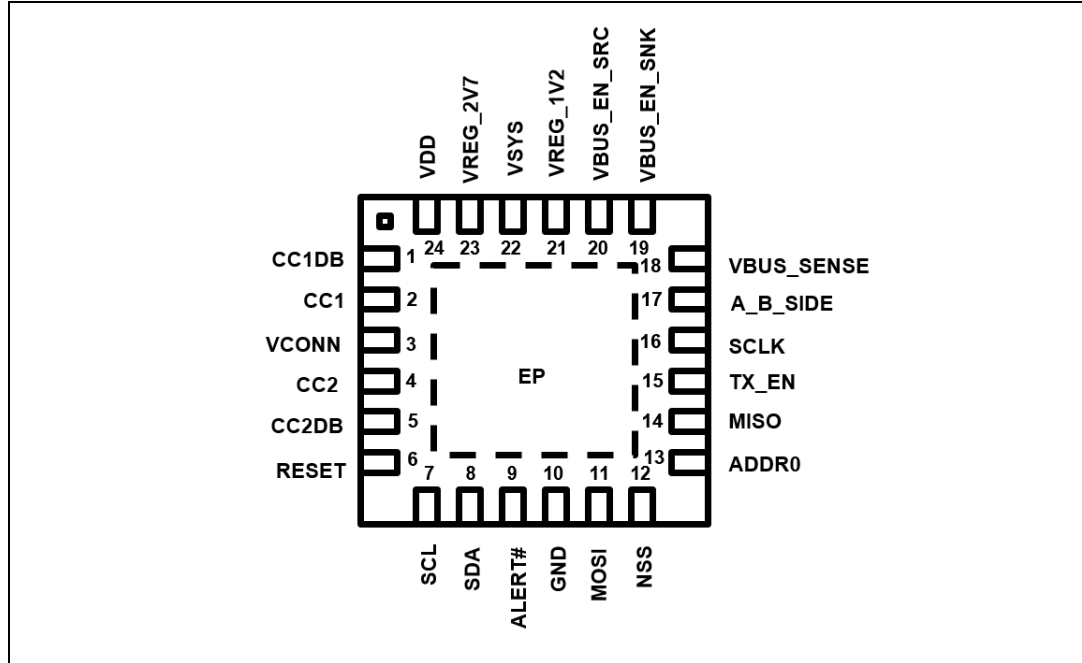 VDD
VREG_2V7
VSYS
VREG_1V2
VBUS_EN_SRC
VBUS_EN_SNK
24 23 22 21 20 19
CC1DB 1
CC1 2
VCONN 3
CC2 4
CC2DB 5
RESET 6
EP
18 VBUS_SENSE
17 A_B_SIDE
16 SCLK
15 TX_EN
14 MISO
13 ADDR0
7 8 9 10 11 12
SCL
SDA
ALERT#
GND
MOSI
NSS